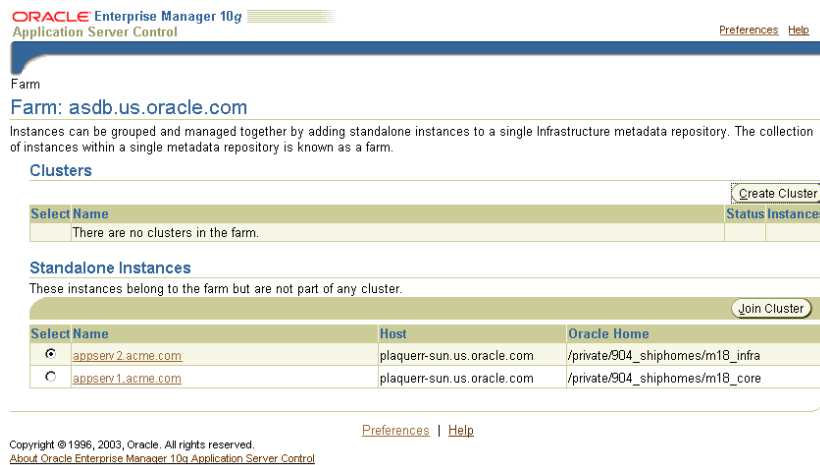 ORACLE Enterprise Manager 10g
Application Server Control
Preferences Help
Farm
Farm: asdb.us.oracle.com
Instances can be grouped and managed together by adding standalone instances to a single Infrastructure metadata repository. The collection
of instances within a single metadata repository is known as a farm.
Clusters
Create Cluster
Select Name Status Instances
There are no clusters in the farm.
Standalone Instances
These instances belong to the farm but are not part of any cluster.
Join Cluster
Select Name Host Oracle Home
appserv2.acme.com plaquerr-sun.us.oracle.com /private/904_shiphomes/m18_infra
appserv1.acme.com plaquerr-sun.us.oracle.com /private/904_shiphomes/m18_core
Preferences | Help
Copyright © 1996, 2003, Oracle. All rights reserved.
About Oracle Enterprise Manager 10g Application Server Control